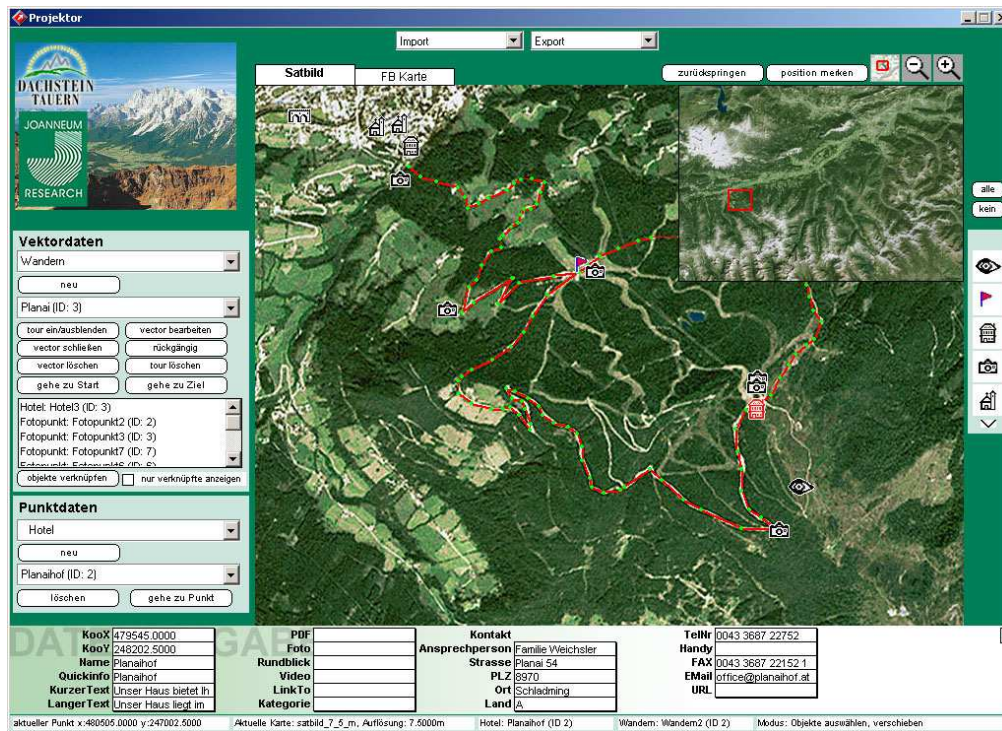 Projektor
Import
Export
DACHSTEIN
TAUERN
JOANNEUM
RESEARCH
Satbild
FB Karte
zurückspringen
position merken
alle
kein
Vektordaten
Wandern
neu
Planai (ID: 3)
tour ein/ausblenden
vector bearbeiten
vector schließen
rückgängig
vector löschen
tour löschen
gehe zu Start
gehe zu Ziel
Hotel: Hotel3 (ID: 3)
Fotopunkt: Fotopunkt2 (ID: 2)
Fotopunkt: Fotopunkt3 (ID: 3)
Fotopunkt: Fotopunkt7 (ID: 7)
Fotopunkt: Fotopunkt6 (ID: 6)
objekte verknüpfen
nur verknüpfte anzeigen
Punktdaten
Hotel
neu
Planaihof (ID: 2)
löschen
gehe zu Punkt
KooX 479545.0000
KooY 248202.5000
Name Planaihof
Quickinfo Planaihof
KurzerText Unser Haus bietet Ih
LangerText Unser Haus liegt im
PDF
Foto
Rundblick
Video
LinkTo
Kategorie
Kontakt
Ansprechperson Familie Weichsler
Strasse Planai 54
PLZ 8970
Ort Schladming
Land A
TelNr 0043 3687 22752
Handy
FAX 0043 3687 22152 1
EMail office@planaihof.at
URL
aktueller Punkt x:480505.0000 y:247002.5000
Aktuelle Karte: satbild_7_5_m, Auflösung: 7.5000m
Hotel: Planaihof (ID 2)
Wandern: Wandern2 (ID 2)
Modus: Objekte auswählen, verschieben